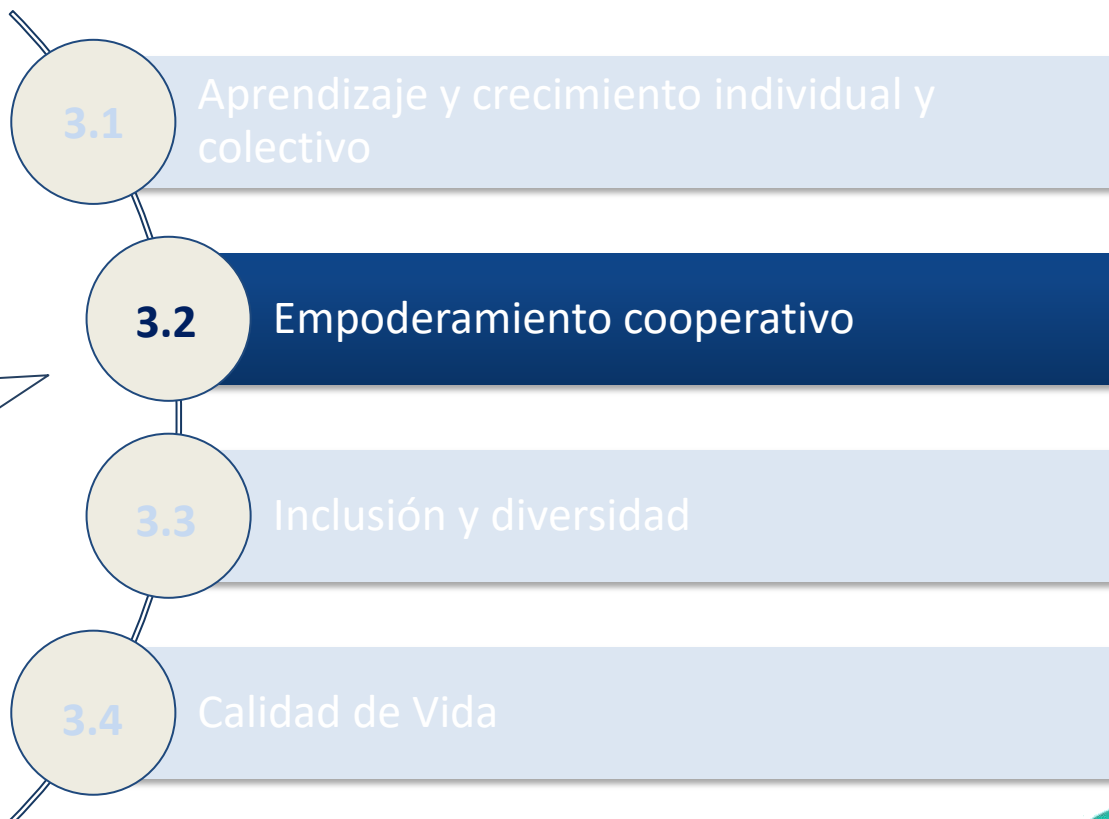 3.1
Aprendizaje y crecimiento individual y
colectivo
3.2
Empoderamiento cooperativo
3.3
Inclusión y diversidad
3.4
Calidad de Vida